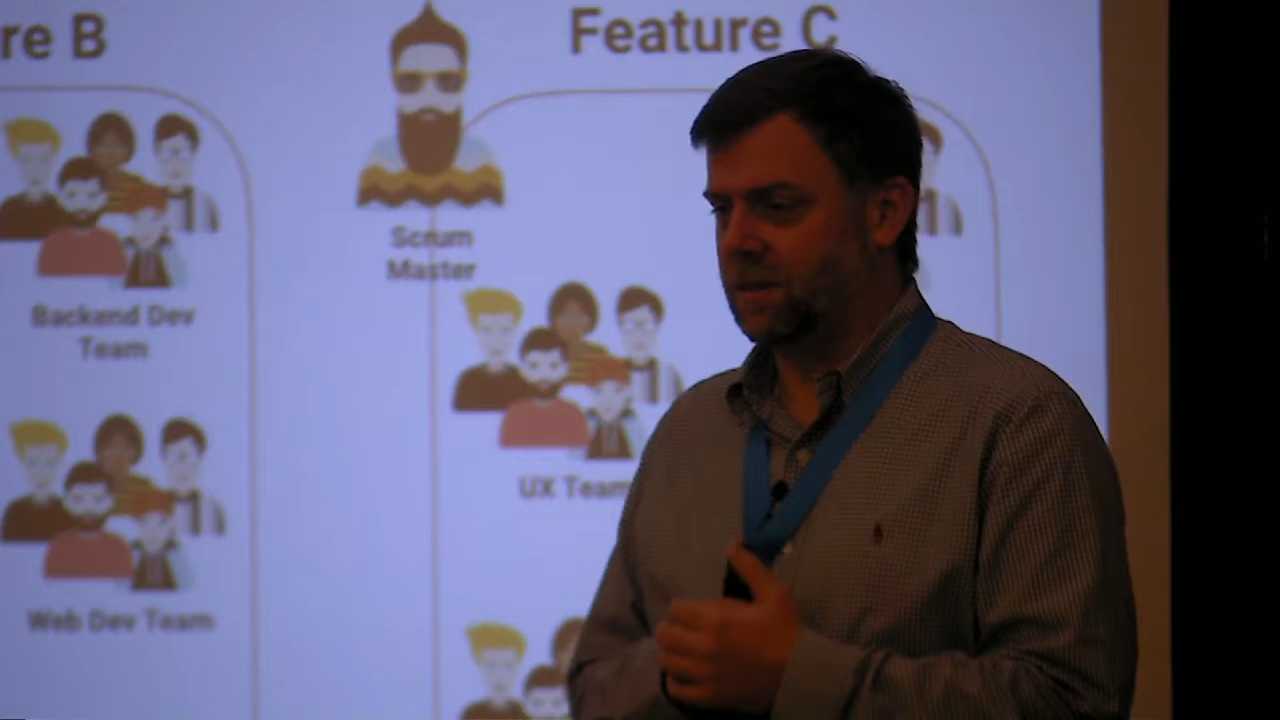 re B
Feature C
Scrum
Master
Backend Dev
Team
UX Team
Web Dev Team